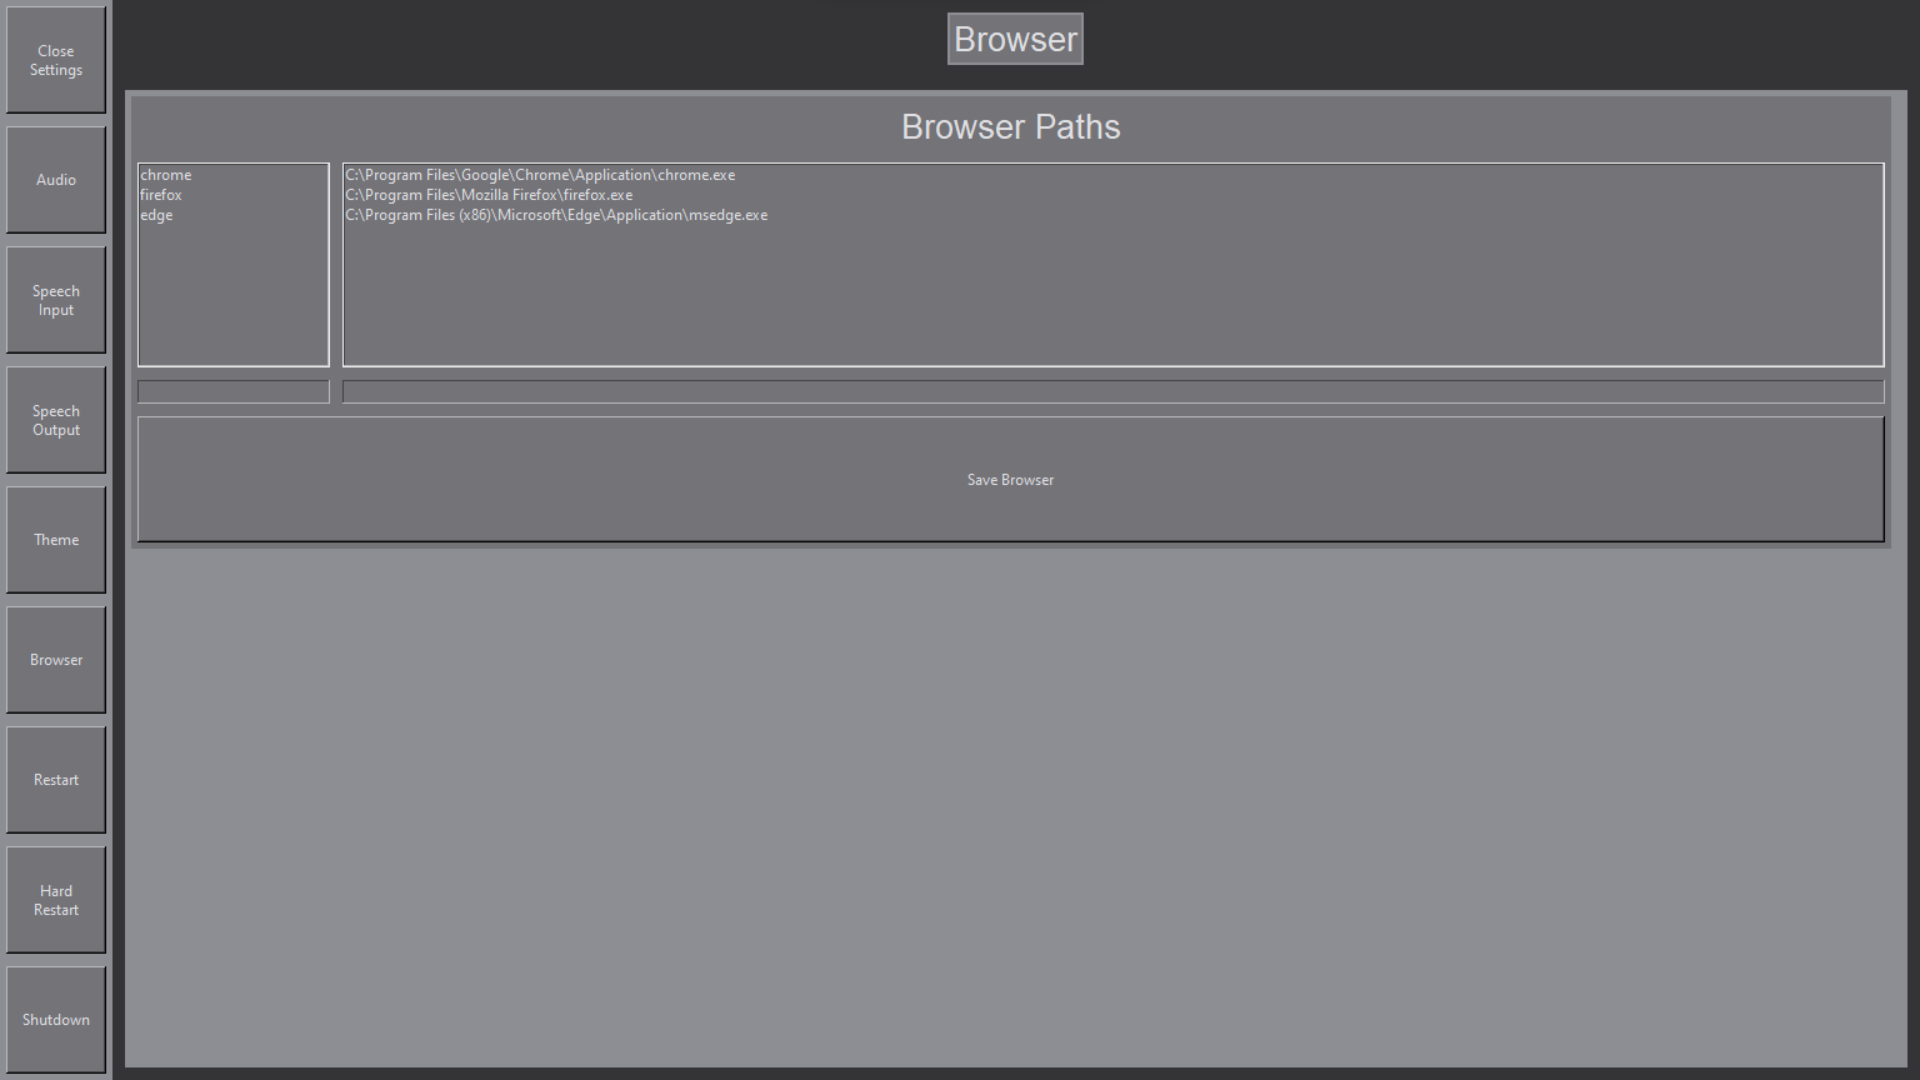 Close
Settings
Audio
Speech
Input
Speech
Output
Theme
Browser
Restart
Hard
Restart
Shutdown
Browser
Browser Paths
chrome
firefox
edge
C:\Program Files\Google\Chrome\Application\chrome.exe
C:\Program Files\Mozilla Firefox\firefox.exe
C:\Program Files (x86)\Microsoft\Edge\Application\msedge.exe
Save Browser